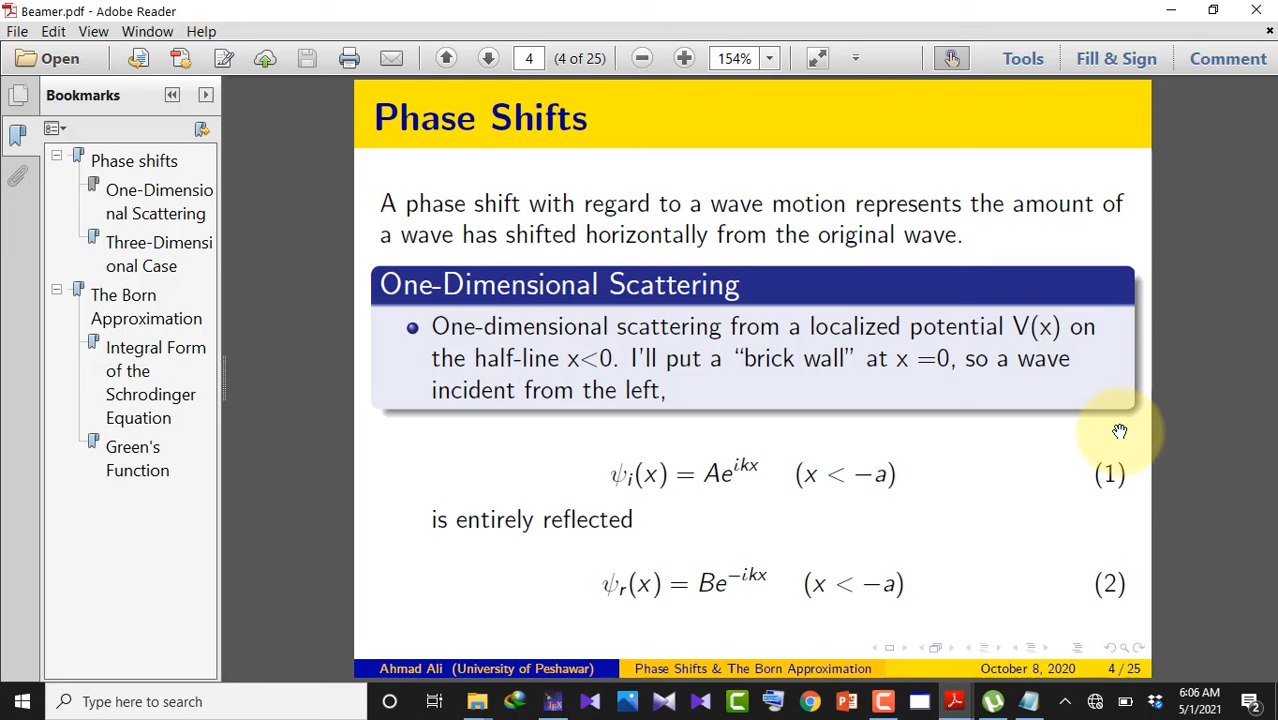 Beamer.pdf - Adobe Reader
File Edit View Window Help
Open 4 (4 of 25) 154% Tools Fill & Sign Comment
Bookmarks
Phase shifts
One-Dimensio
nal Scattering
Three-Dimensi
onal Case
The Born
Approximation
Integral Form
of the
Schrodinger
Equation
Green's
Function
Phase Shifts
A phase shift with regard to a wave motion represents the amount of
a wave has shifted horizontally from the original wave.
One-Dimensional Scattering
One-dimensional scattering from a localized potential V(x) on
the half-line x<0. I'll put a “brick wall” at x =0, so a wave
incident from the left,
ψᵢ(x) = Ae^{ikx} (x < −a) (1)
is entirely reflected
ψᵣ(x) = Be^{−ikx} (x < −a) (2)
Ahmad Ali (University of Peshawar) Phase Shifts & The Born Approximation October 8, 2020 4 / 25
Type here to search
6:06 AM
5/1/2021
2